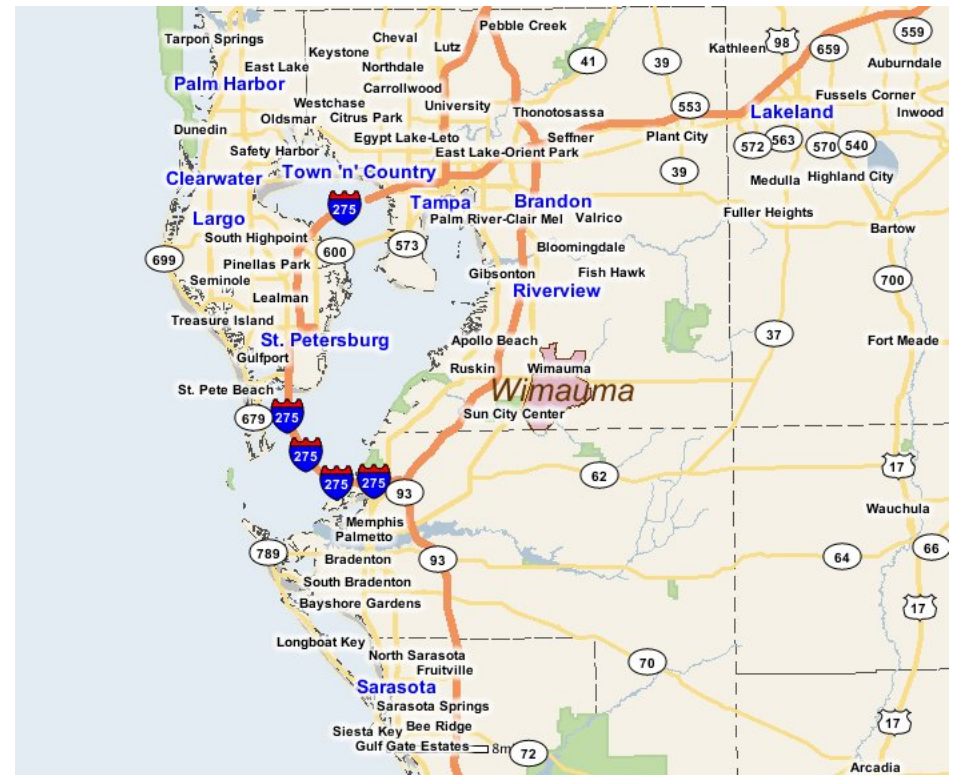 Pebble Creek
Tarpon Springs
Cheval
Lutz
559
Keystone
98
659
Kathleen
41
39
East Lake
Northdale
Auburndale
Palm Harbor
Carrollwood
Fussels Corner
Westchase
University
553
Oldsmar
Citrus Park
Thonotosassa
Lakeland
Inwood
Dunedin
Egypt Lake-Leto
Seffner
Plant City
572
563
570
540
Safety Harbor
East Lake-Orient Park
Clearwater
Town 'n' Country
39
Medulla
Highland City
275
Tampa
Brandon
Largo
Palm River-Clair Mel
Valrico
Fuller Heights
Bartow
South Highpoint
600
573
Bloomingdale
699
Pinellas Park
Gibsonton
Fish Hawk
Seminole
Riverview
700
Lealman
Treasure Island
37
St. Petersburg
Apollo Beach
Fort Meade
Gulfport
Ruskin
Wimauma
St. Pete Beach
Wimauma
679
275
Sun City Center
275
17
275
275
93
62
Wauchula
Memphis
Palmetto
789
Bradenton
93
64
66
South Bradenton
Bayshore Gardens
17
Longboat Key
North Sarasota
70
Fruitville
Sarasota
Sarasota Springs
17
Siesta Key
Bee Ridge
Gulf Gate Estates
8m
72
Arcadia